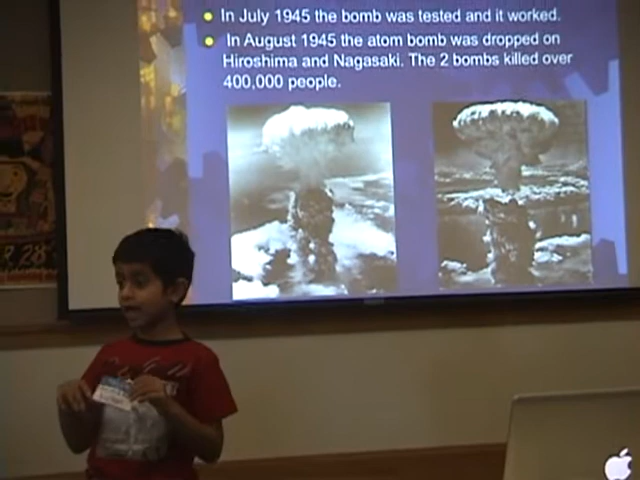 In July 1945 the bomb was tested and it worked.
In August 1945 the atom bomb was dropped on
Hiroshima and Nagasaki. The 2 bombs killed over
400,000 people.